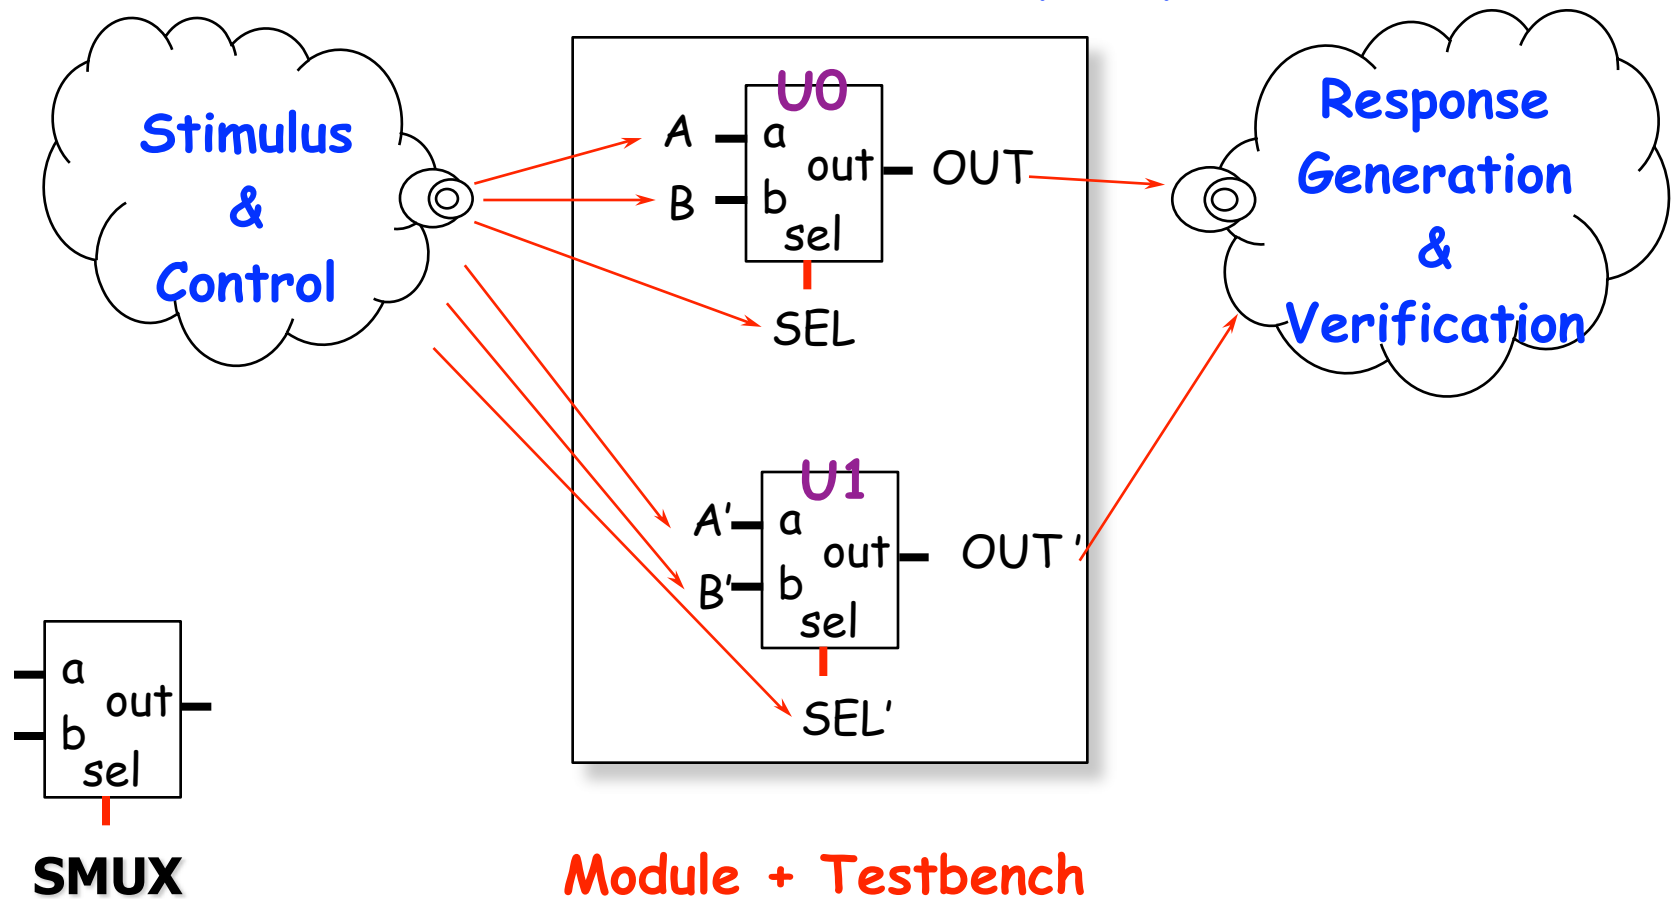 Stimulus
&
Control
U0
A
a
out
OUT
B
b
sel
SEL
U1
A'
a
out
OUT '
B'
b
sel
SEL'
Response
Generation
&
Verification
a
out
b
sel
SMUX
Module + Testbench